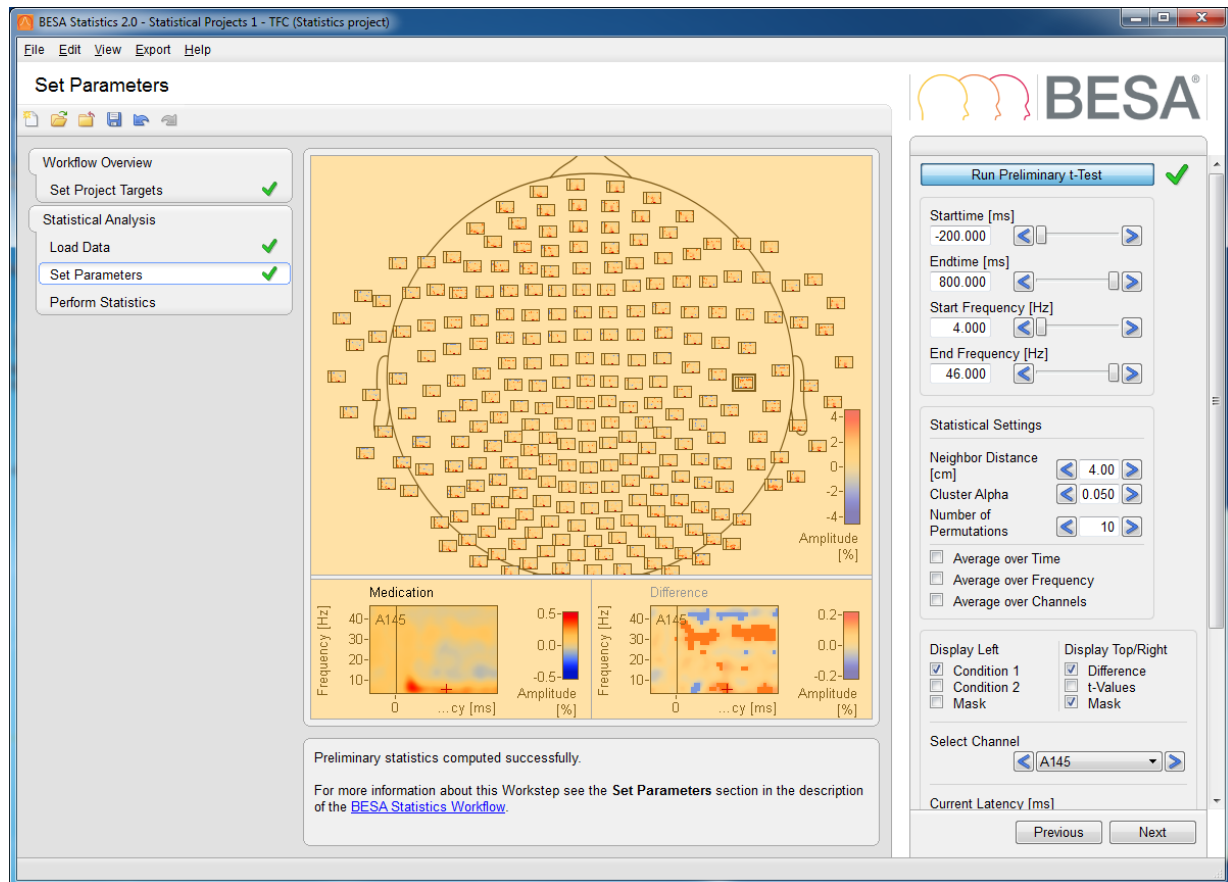 BESA Statistics 2.0 - Statistical Projects 1 - TFC (Statistics project)
File Edit View Export Help
Set Parameters
BESA®
Workflow Overview
Set Project Targets
Statistical Analysis
Load Data
Set Parameters
Perform Statistics
4-
2-
0-
-2-
-4-
Amplitude
[%]
Medication
Frequency [Hz]
40-
30-
20-
10-
A145
0 ...cy [ms]
0.5-
0.0-
-0.5-
Amplitude
[%]
Difference
Frequency [Hz]
40-
30-
20-
10-
A145
0 ...cy [ms]
0.2-
0.0-
-0.2-
Amplitude
[%]
Preliminary statistics computed successfully.
For more information about this Workstep see the Set Parameters section in the description
of the BESA Statistics Workflow.
Run Preliminary t-Test
Starttime [ms]
-200.000
Endtime [ms]
800.000
Start Frequency [Hz]
4.000
End Frequency [Hz]
46.000
Statistical Settings
Neighbor Distance
[cm] 4.00
Cluster Alpha 0.050
Number of
Permutations 10
Average over Time
Average over Frequency
Average over Channels
Display Left
Condition 1
Condition 2
Mask
Display Top/Right
Difference
t-Values
Mask
Select Channel
A145
Current Latency [ms]
Previous Next